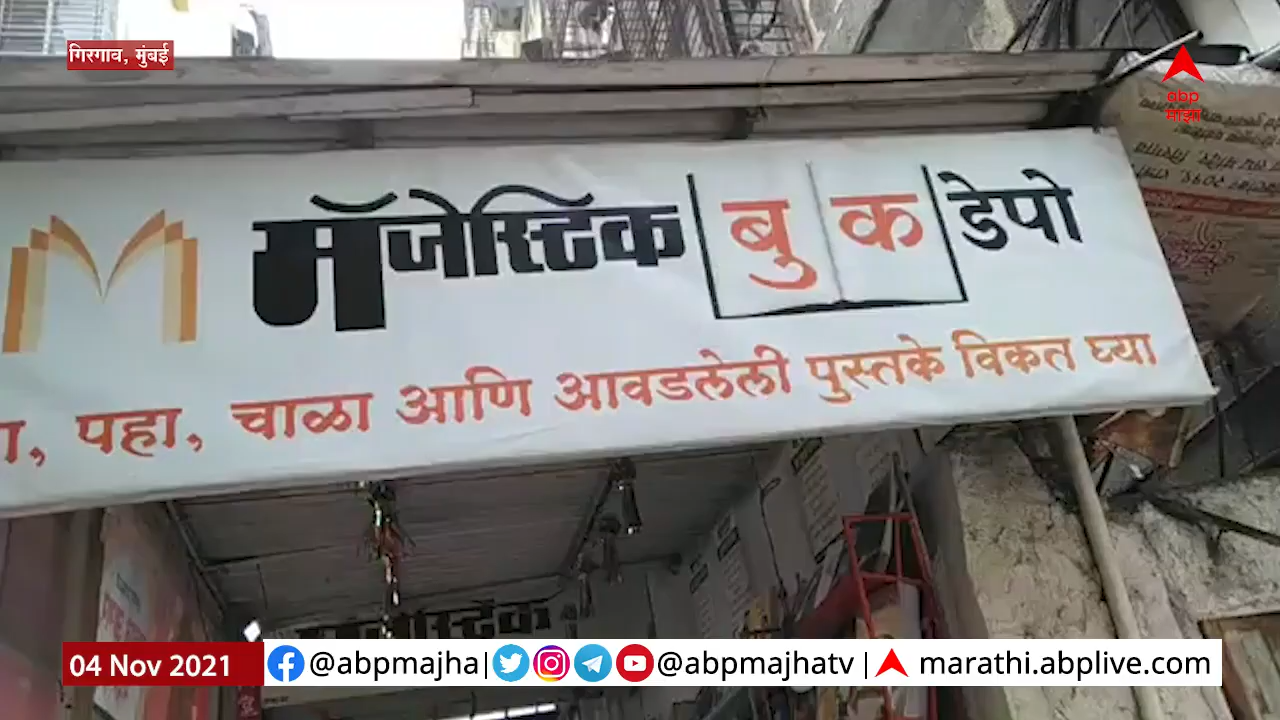 गिरगाव, मुंबई
abp
माझा
मॅजेस्टिक बुक डेपो
पहा, चाळा आणि आवडलेली पुस्तके विकत घ्या
मॅजेस्टिक
04 Nov 2021 @abpmajha | @abpmajhatv | marathi.abplive.com